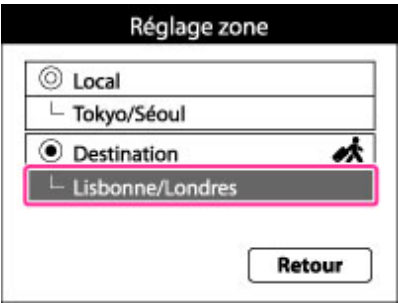 Réglage zone
Local
Tokyo/Séoul
Destination
Lisbonne/Londres
Retour